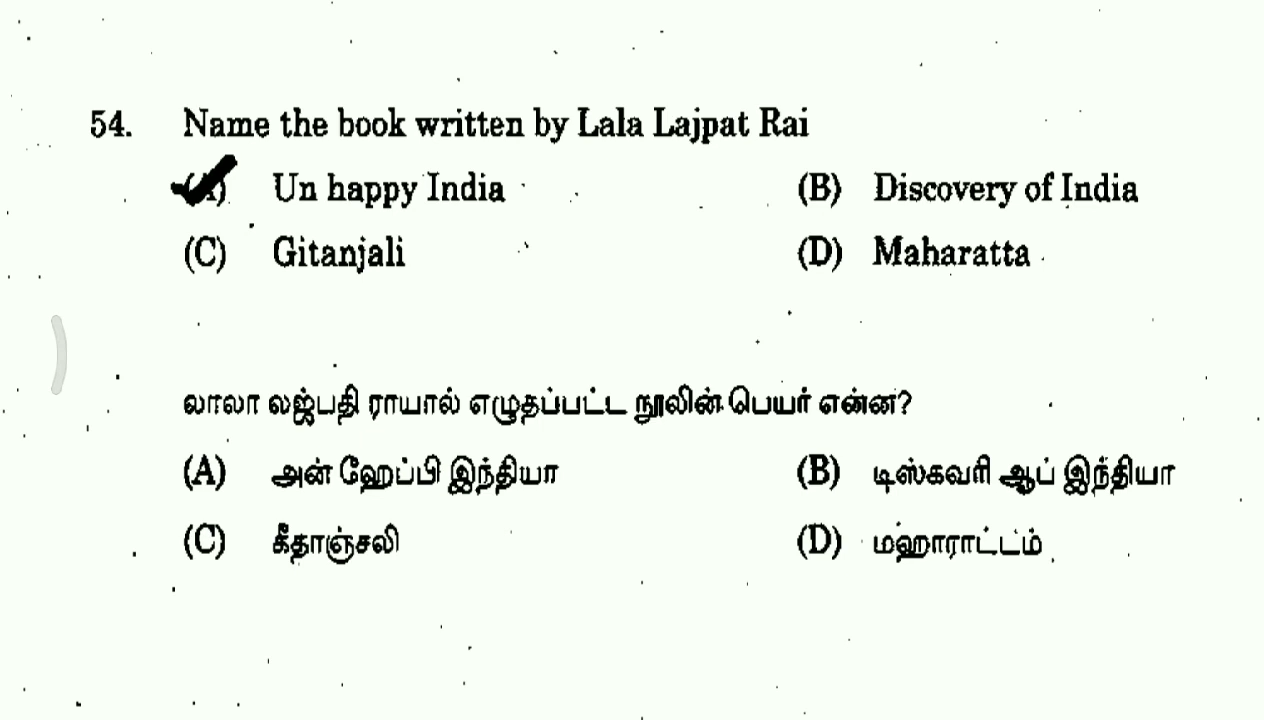 54. Name the book written by Lala Lajpat Rai
(A) Un happy India (B) Discovery of India
(C) Gitanjali (D) Maharatta
லாலா லஜ்பதி ராயால் எழுதப்பட்ட நூலின் பெயர் என்ன?
(A) அன் ஹேப்பி இந்தியா (B) டிஸ்கவரி ஆப் இந்தியா
(C) கீதாஞ்சலி (D) மஹாராட்டம்